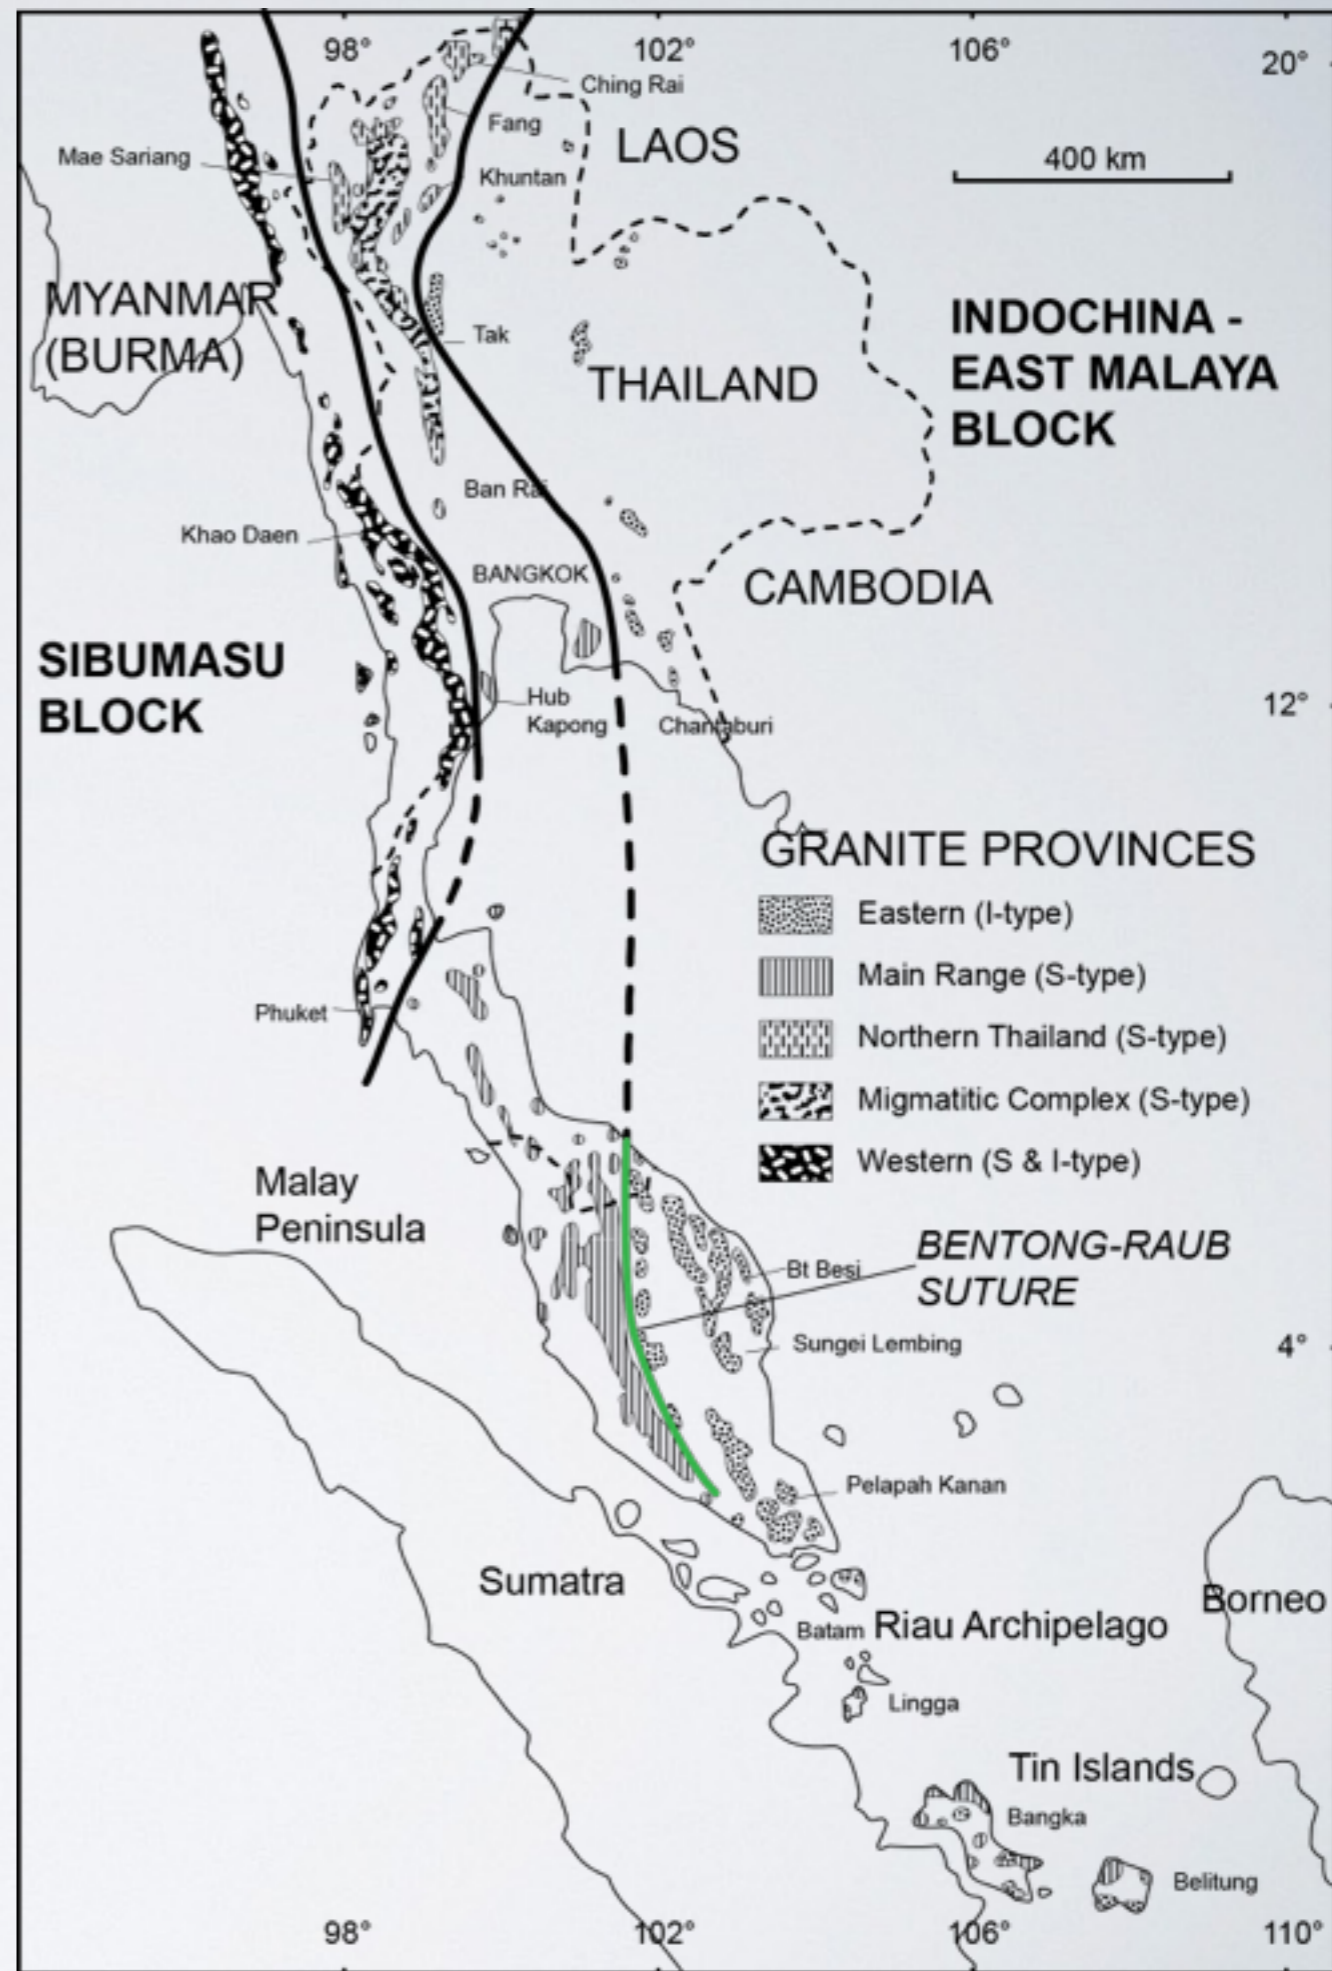 98°
102°
106°
20°
Ching Rai
Fang
LAOS
400 km
Mae Sariang
Khuntan
MYANMAR
(BURMA)
INDOCHINA -
EAST MALAYA
BLOCK
Tak
THAILAND
Ban Rai
Khao Daen
BANGKOK
CAMBODIA
SIBUMASU
BLOCK
Hub
Kapong
Chantaburi
12°
GRANITE PROVINCES
Eastern (I-type)
Main Range (S-type)
Northern Thailand (S-type)
Migmatitic Complex (S-type)
Western (S & I-type)
Phuket
Malay
Peninsula
BENTONG-RAUB
SUTURE
Bt Besi
Sungei Lembing
4°
Pelapah Kanan
Sumatra
Borneo
Batam
Riau Archipelago
Lingga
Tin Islands
Bangka
Belitung
98°
102°
106°
110°